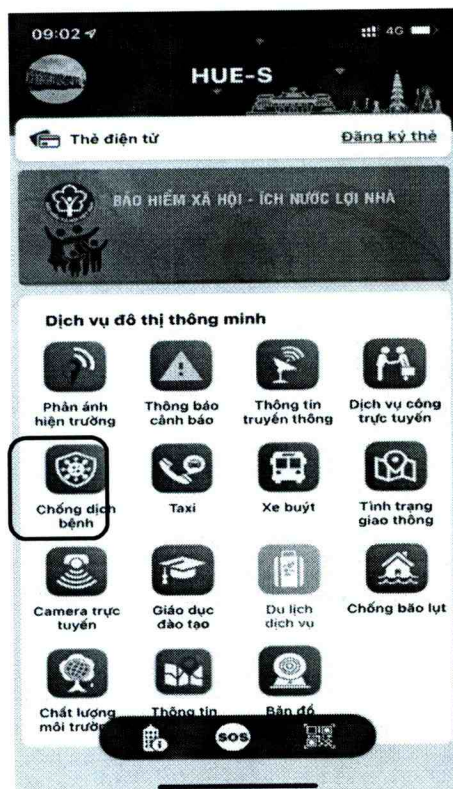 09:02
4G
HUE-S
Thẻ điện tử
Đăng ký thẻ
BẢO HIỂM XÃ HỘI - ÍCH NƯỚC LỢI NHÀ
Dịch vụ đô thị thông minh
Phản ánh
hiện trường
Thông báo
cảnh báo
Thông tin
truyền thông
Dịch vụ công
trực tuyến
Chống dịch
bệnh
Taxi
Xe buýt
Tình trạng
giao thông
Camera trực
tuyến
Giáo dục
đào tạo
Du lịch
dịch vụ
Chống bão lụt
Chất lượng
môi trường
Thông tin
Bản đồ
SOS